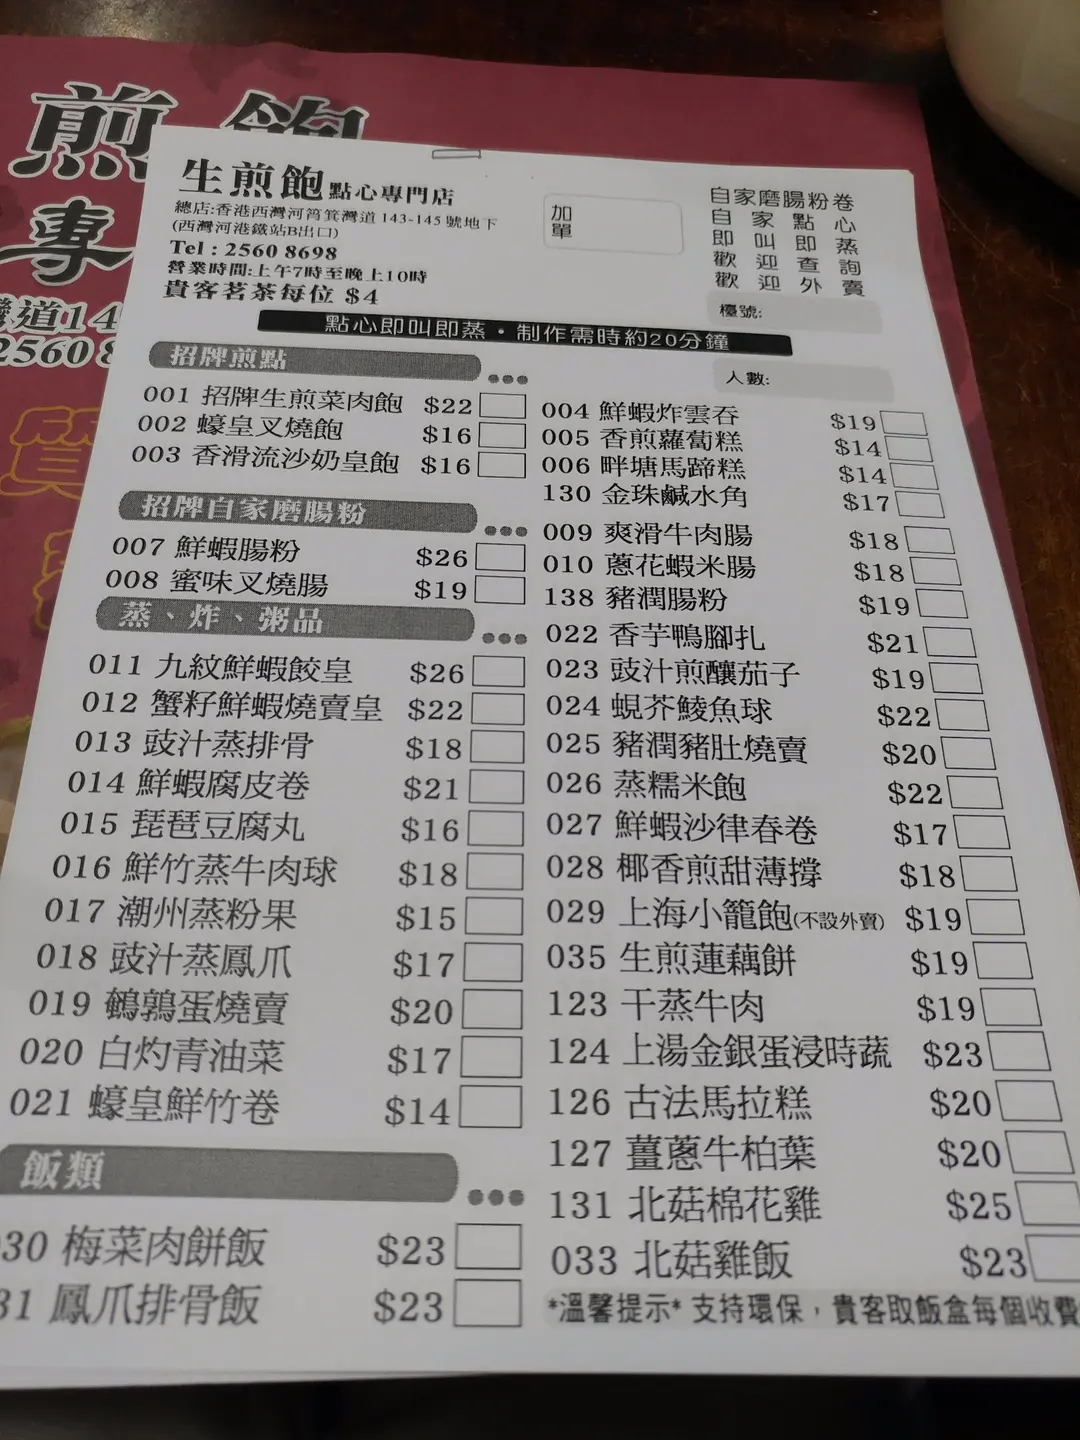 煎 飽
專
灣道14
2560 8
生煎飽點心專門店
總店:香港西灣河筲箕灣道 143-145 號地下
(西灣河港鐵站B出口)
Tel : 2560 8698
營業時間:上午7時至晚上10時
貴客茗茶每位 $4
加單
自家磨腸粉卷
自家點心
即叫即蒸
歡迎查詢
歡迎外賣
檯號:
點心即叫即蒸・制作需時約20分鐘
人數:
招牌煎點
001 招牌生煎菜肉飽 $22
002 蠔皇叉燒飽 $16
003 香滑流沙奶皇飽 $16
004 鮮蝦炸雲吞 $19
005 香煎蘿蔔糕 $14
006 畔塘馬蹄糕 $14
130 金珠鹹水角 $17
招牌自家磨腸粉
007 鮮蝦腸粉 $26
008 蜜味叉燒腸 $19
009 爽滑牛肉腸 $18
010 蔥花蝦米腸 $18
138 豬潤腸粉 $19
蒸、炸、粥品
011 九紋鮮蝦餃皇 $26
012 蟹籽鮮蝦燒賣皇 $22
013 豉汁蒸排骨 $18
014 鮮蝦腐皮卷 $21
015 琵琶豆腐丸 $16
016 鮮竹蒸牛肉球 $18
017 潮州蒸粉果 $15
018 豉汁蒸鳳爪 $17
019 鵪鶉蛋燒賣 $20
020 白灼青油菜 $17
021 蠔皇鮮竹卷 $14
022 香芋鴨腳扎 $21
023 豉汁煎釀茄子 $19
024 蜆芥鯪魚球 $22
025 豬潤豬肚燒賣 $20
026 蒸糯米飽 $22
027 鮮蝦沙律春卷 $17
028 椰香煎甜薄撐 $18
029 上海小籠飽(不設外賣) $19
035 生煎蓮藕餅 $19
123 干蒸牛肉 $19
124 上湯金銀蛋浸時蔬 $23
126 古法馬拉糕 $20
127 薑蔥牛柏葉 $20
131 北菇棉花雞 $25
飯類
30 梅菜肉餅飯 $23
31 鳳爪排骨飯 $23
033 北菇雞飯 $23
*溫馨提示* 支持環保，貴客取飯盒每個收費